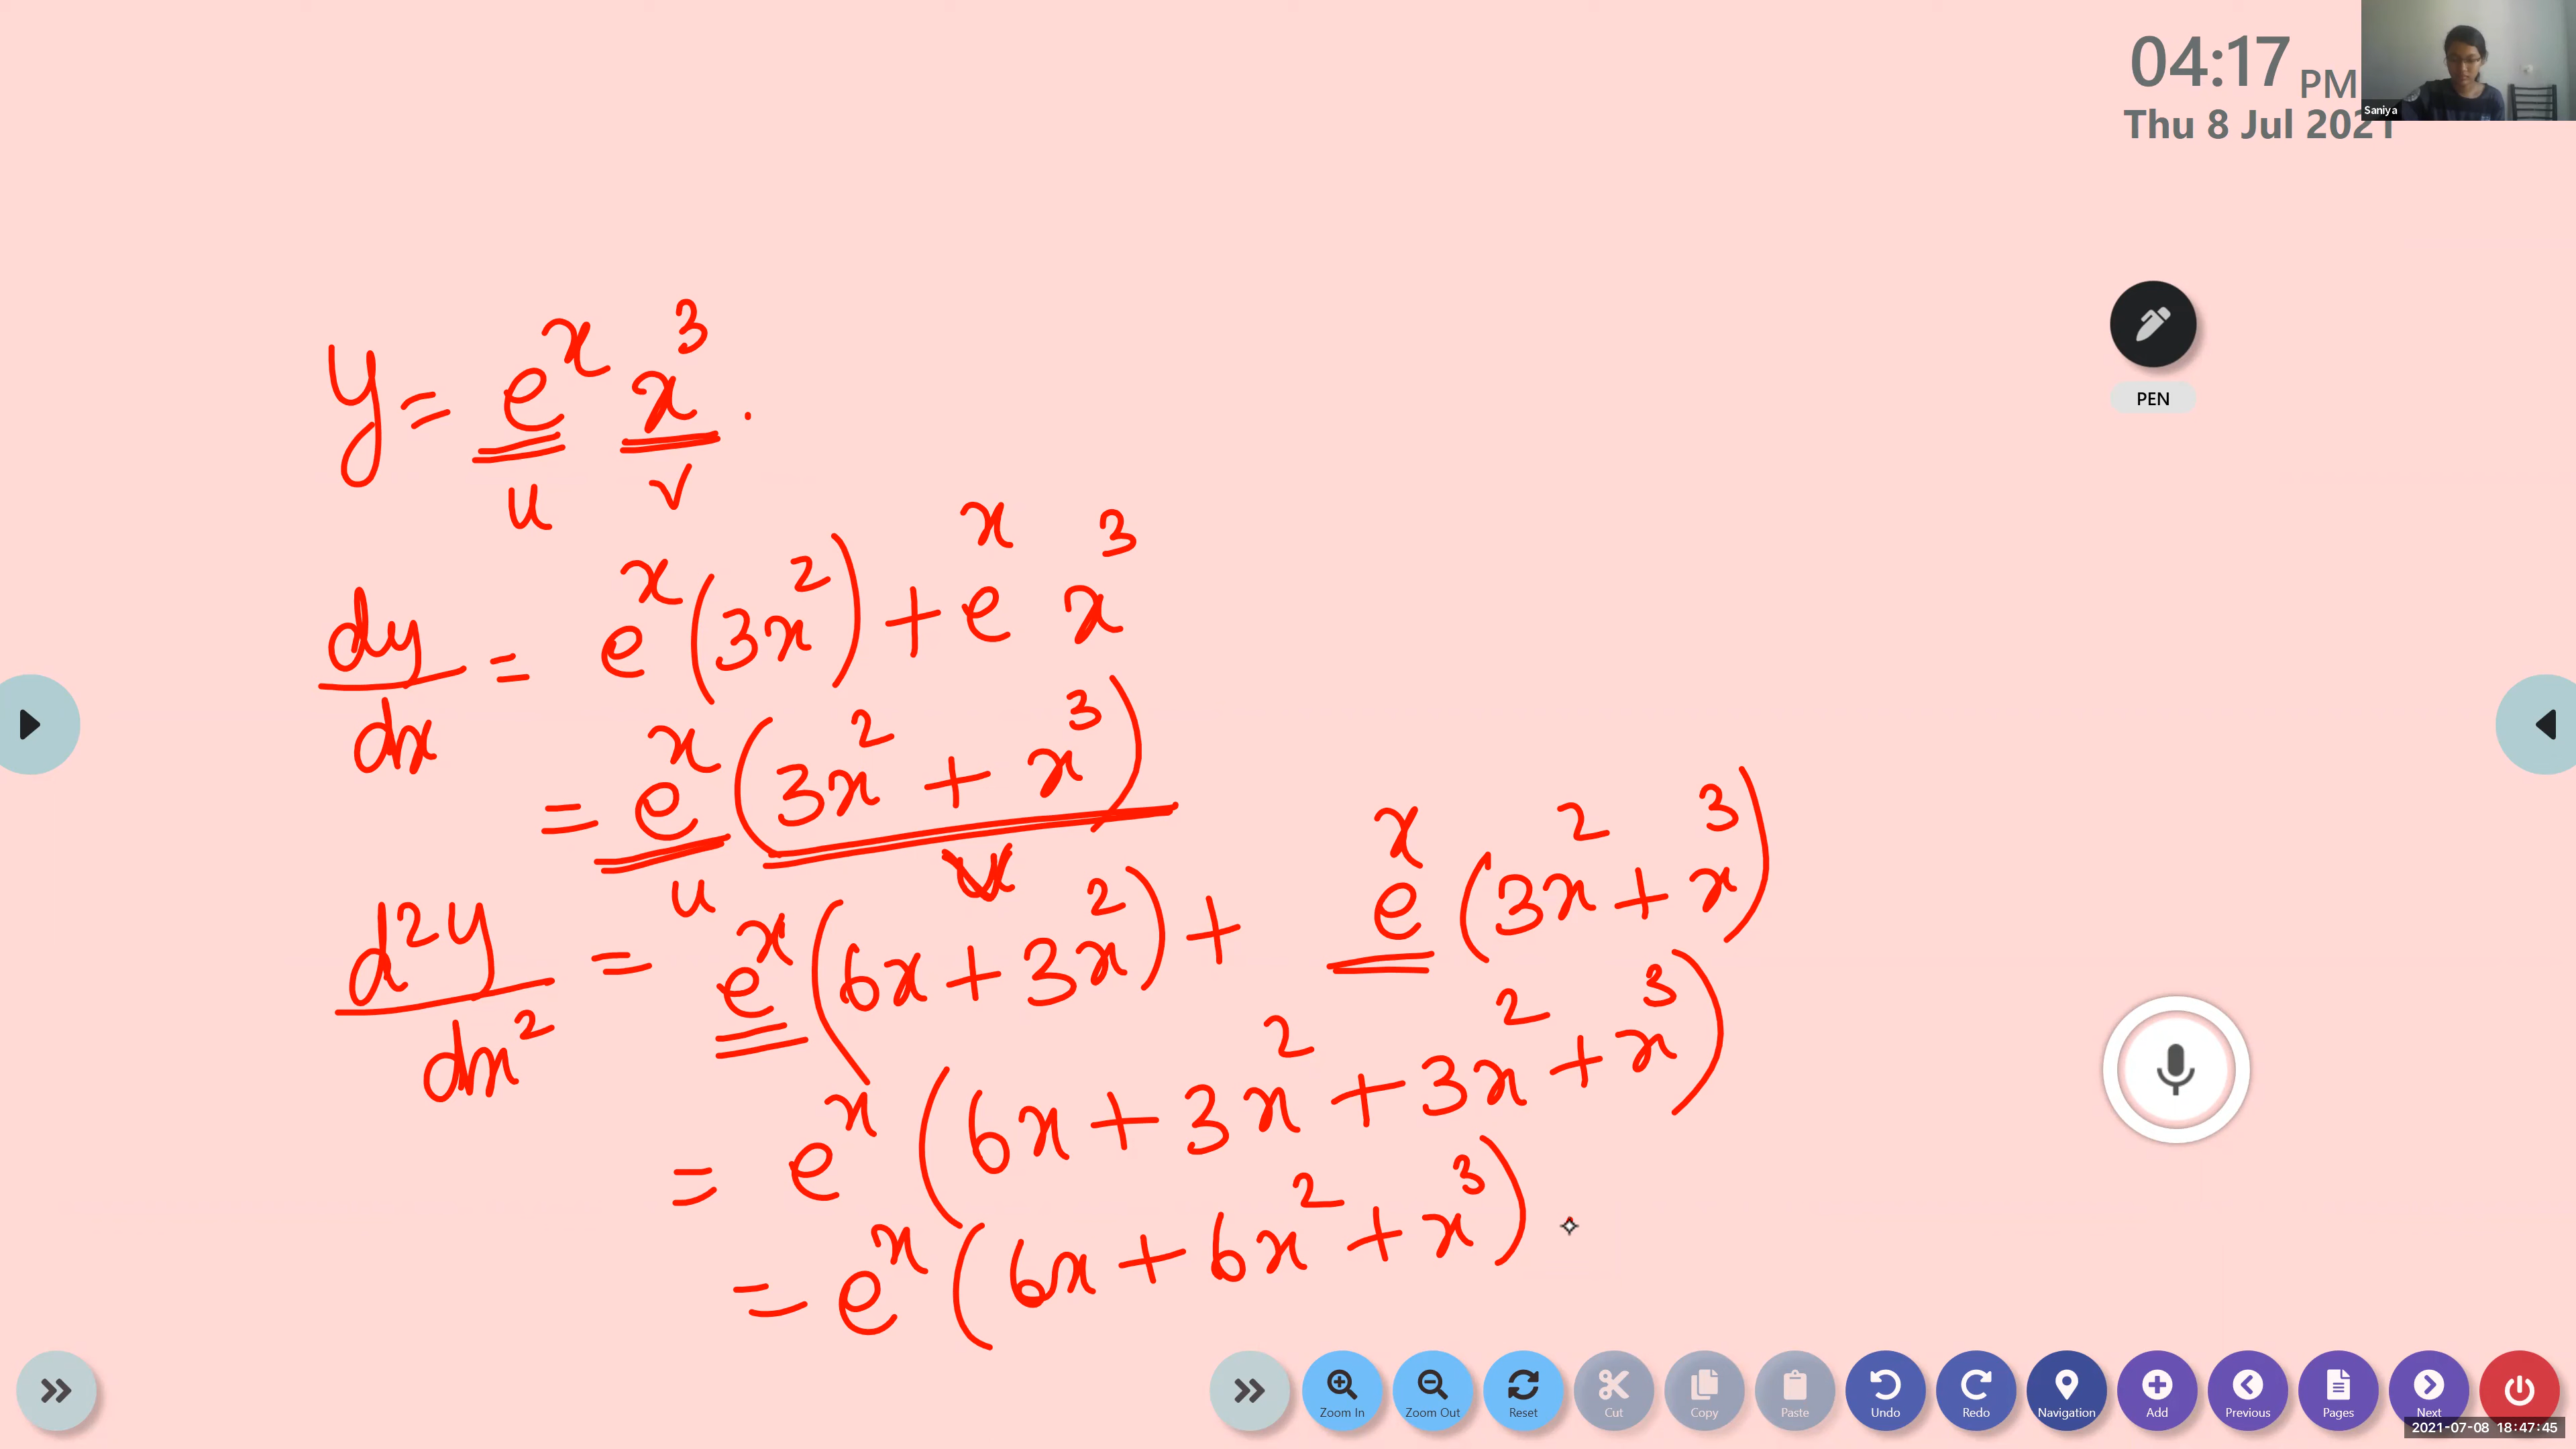 04:17 PM
Thu 8 Jul 2021
Saniya
PEN
y = e^x x^3 .
u v
dy/dx = e^x (3x^2) + e^x x^3
= e^x (3x^2 + x^3)
u v
d^2y/dx^2 = e^x (6x + 3x^2) + e^x (3x^2 + x^3)
= e^x (6x + 3x^2 + 3x^2 + x^3)
= e^x (6x + 6x^2 + x^3)
Zoom In Zoom Out Reset Cut Copy Paste Undo Redo Navigation Add Previous Pages Next
2021-07-08 18:47:45